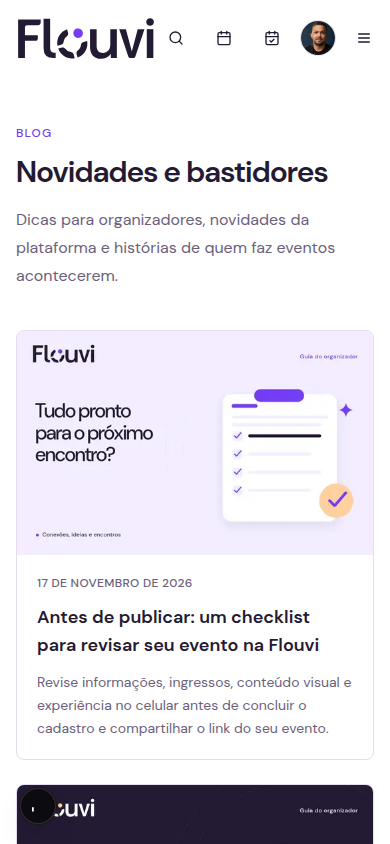 Flouvi
BLOG
Novidades e bastidores
Dicas para organizadores, novidades da
plataforma e histórias de quem faz eventos
acontecerem.
Flouvi
Guia do organizador
Tudo pronto
para o próximo
encontro?
Conexões, ideias e encontros
17 DE NOVEMBRO DE 2026
Antes de publicar: um checklist
para revisar seu evento na Flouvi
Revise informações, ingressos, conteúdo visual e
experiência no celular antes de concluir o
cadastro e compartilhar o link do seu evento.
Guia do organizador